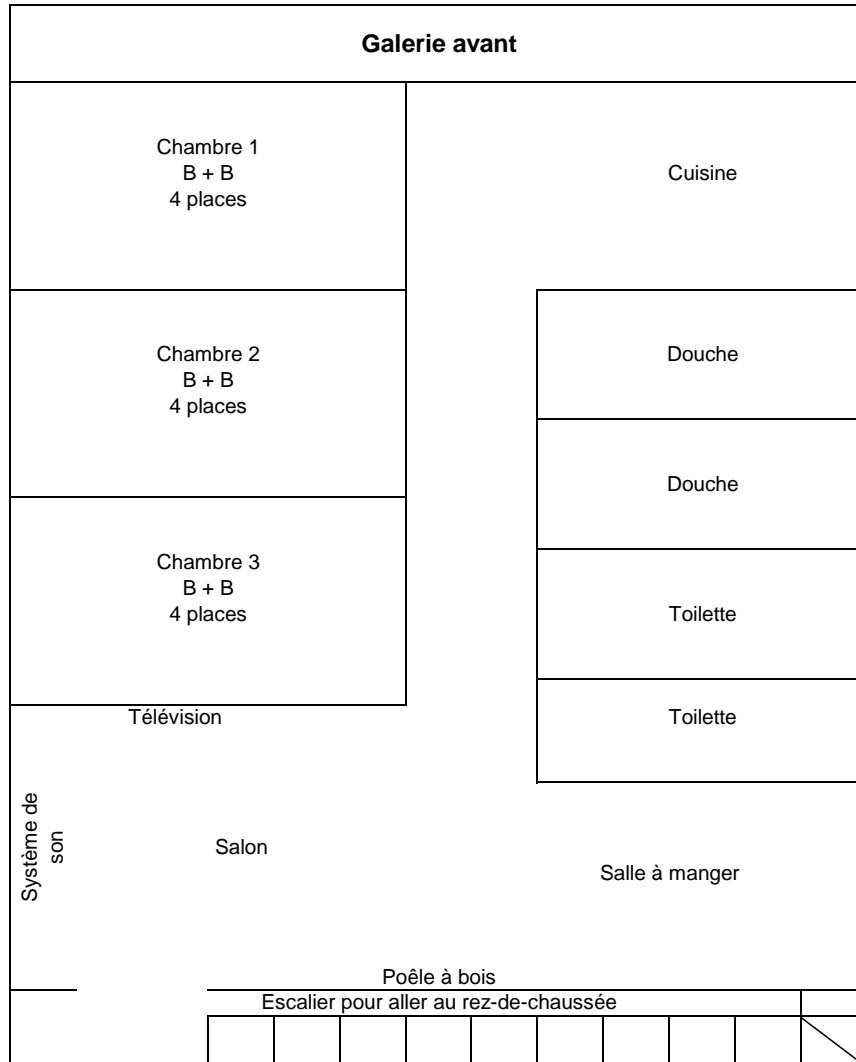 Galerie avant
Chambre 1
B + B
4 places
Cuisine
Chambre 2
B + B
4 places
Douche
Douche
Chambre 3
B + B
4 places
Toilette
Télévision
Toilette
Système de
son
Salon
Salle à manger
Poêle à bois
Escalier pour aller au rez-de-chaussée